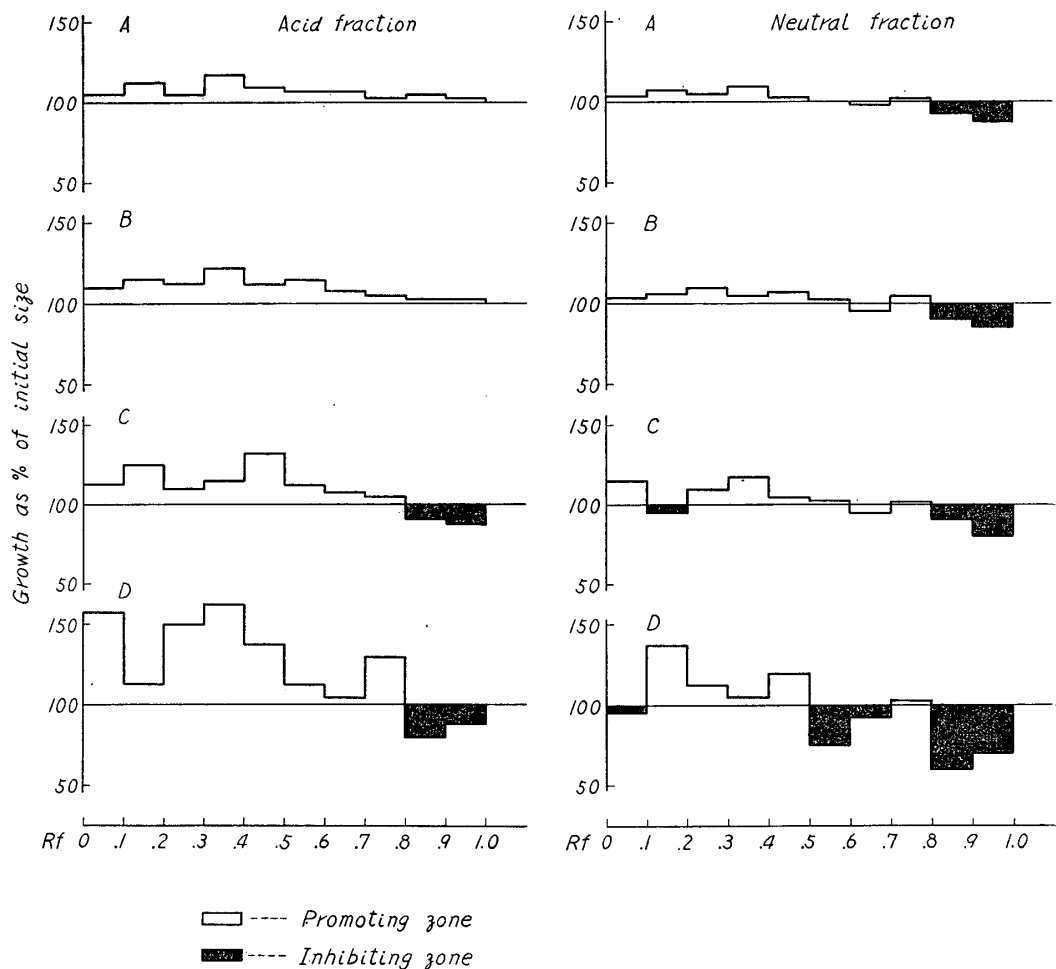 A Acid fraction
150
100
50
B
150
100
50
C
150
100
50
D
150
100
50
Rf 0 .1 .2 .3 .4 .5 .6 .7 .8 .9 1.0
Growth as % of initial size
A Neutral fraction
150
100
50
B
150
100
50
C
150
100
50
D
150
100
50
Rf 0 .1 .2 .3 .4 .5 .6 .7 .8 .9 1.0
---- Promoting zone
---- Inhibiting zone